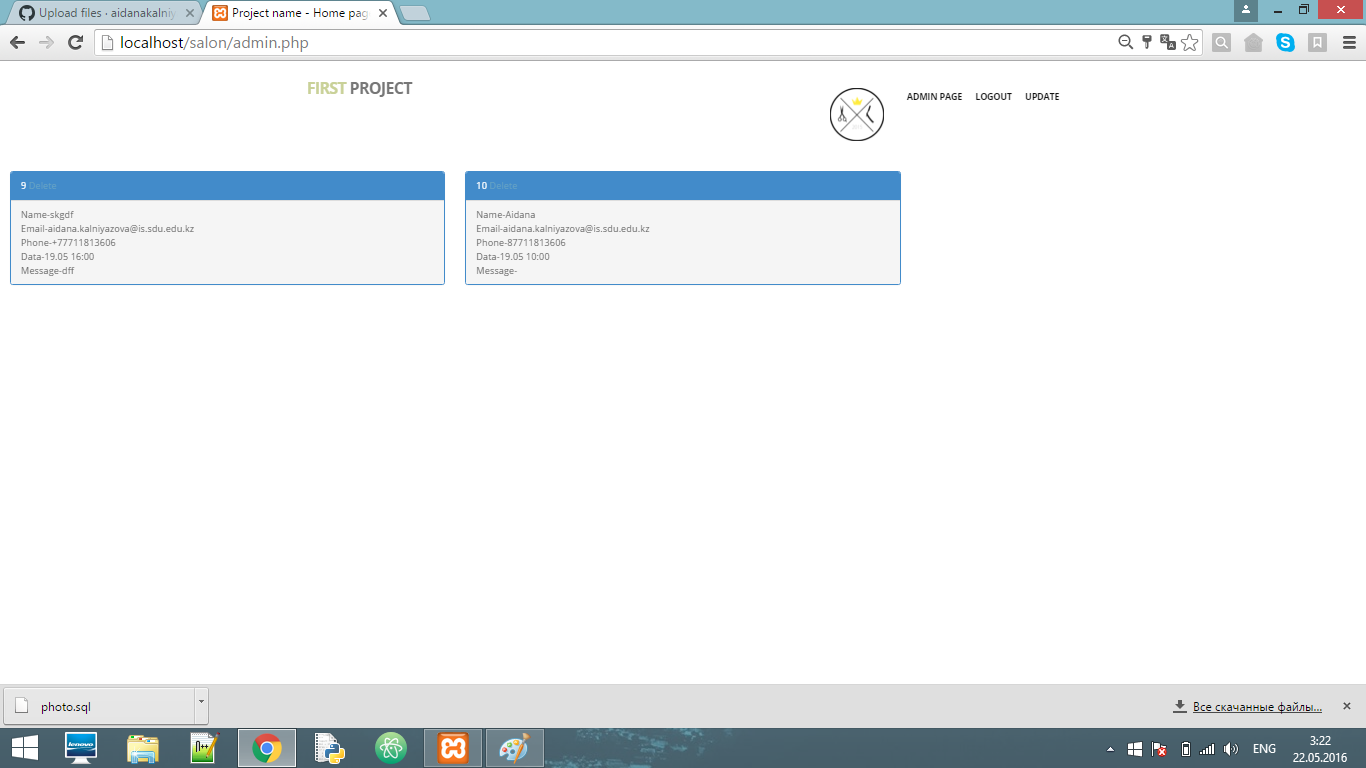 Upload files · aidanakalniy
Project name - Home pag
localhost/salon/admin.php
FIRST PROJECT
ADMIN PAGE LOGOUT UPDATE
9 Delete
Name-skgdf
Email-aidana.kalniyazova@is.sdu.edu.kz
Phone-+77711813606
Data-19.05 16:00
Message-dff
10 Delete
Name-Aidana
Email-aidana.kalniyazova@is.sdu.edu.kz
Phone-87711813606
Data-19.05 10:00
Message-
photo.sql
Все скачанные файлы...
lenovo
ENG
3:22
22.05.2016